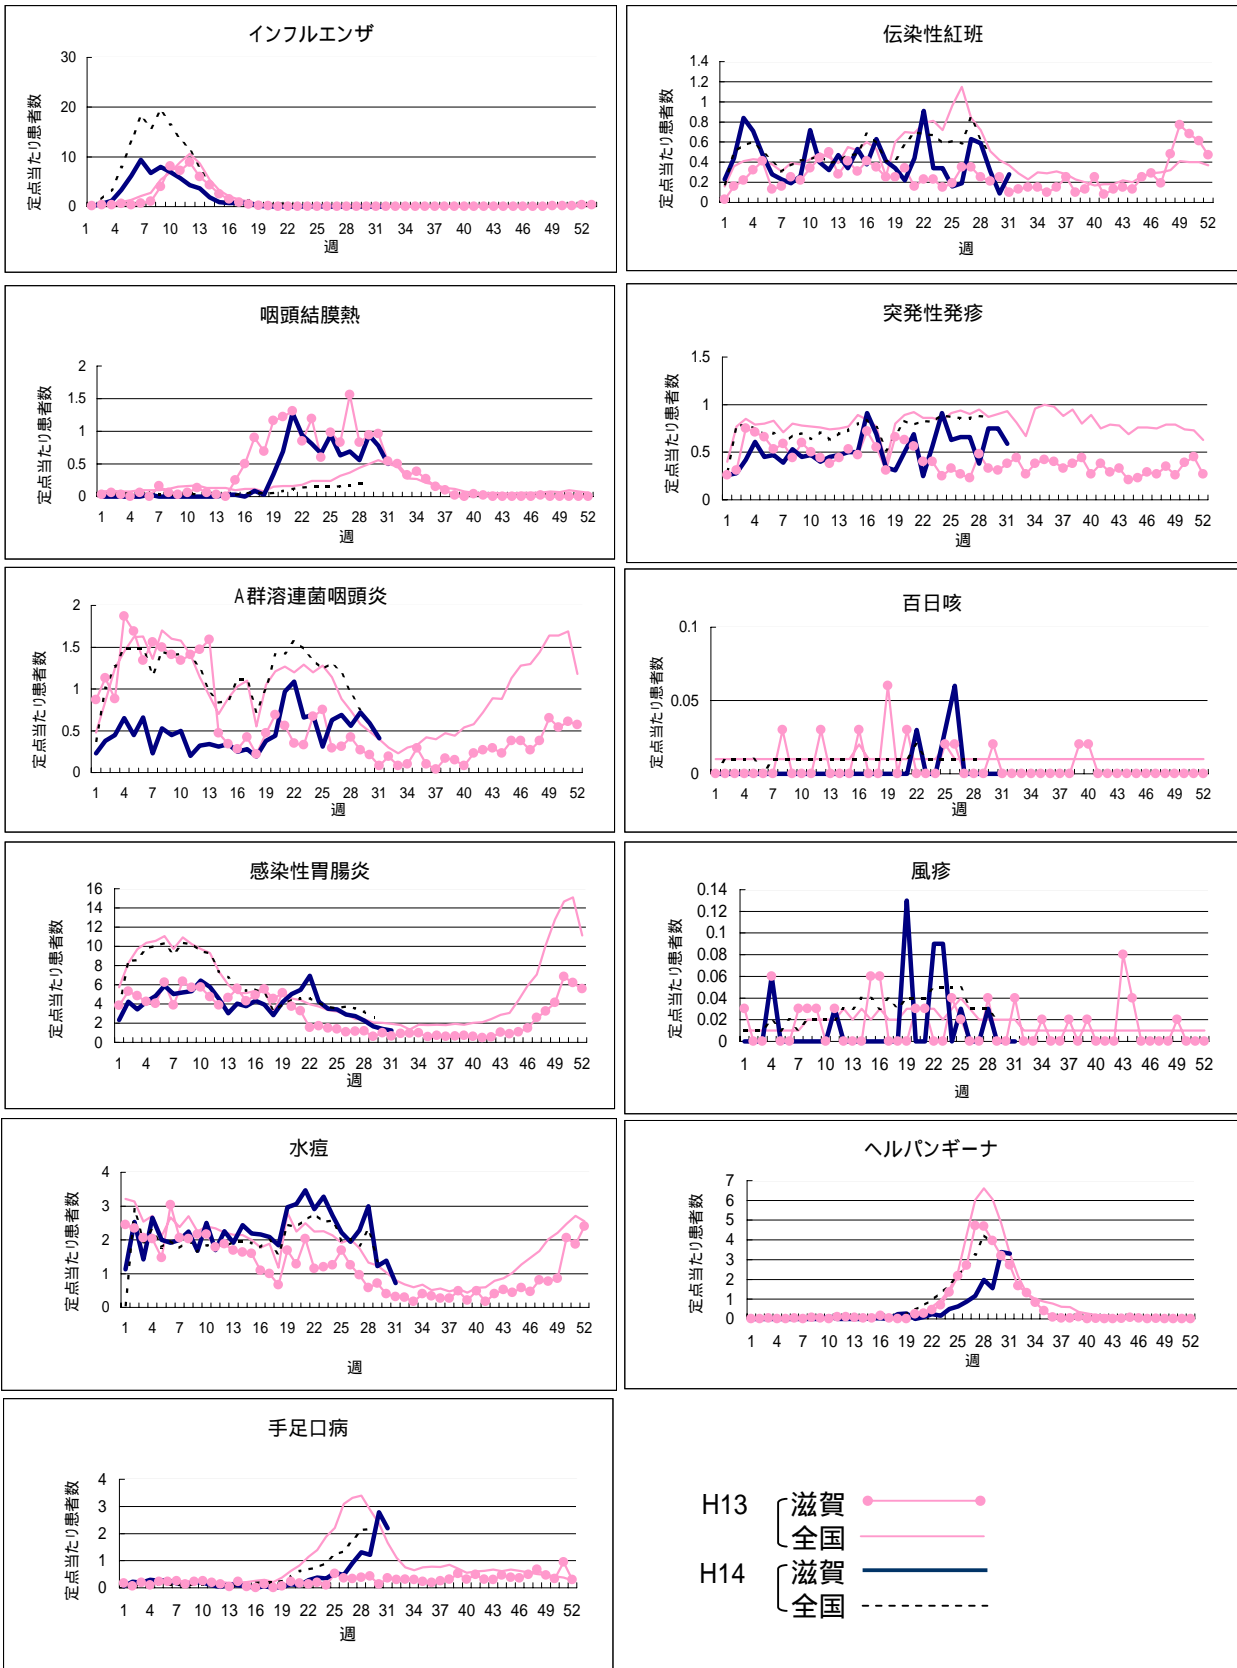 インフルエンザ
定点当たり患者数
30
20
10
0
1 4 7 10 13 16 19 22 25 28 31 34 37 40 43 46 49 52
週
伝染性紅班
定点当たり患者数
1.4
1.2
1
0.8
0.6
0.4
0.2
0
1 4 7 10 13 16 19 22 25 28 31 34 37 40 43 46 49 52
週
咽頭結膜熱
定点当たり患者数
2
1.5
1
0.5
0
1 4 7 10 13 16 19 22 25 28 31 34 37 40 43 46 49 52
週
突発性発疹
定点当たり患者数
1.5
1
0.5
0
1 4 7 10 13 16 19 22 25 28 31 34 37 40 43 46 49 52
週
A群溶連菌咽頭炎
定点当たり患者数
2
1.5
1
0.5
0
1 4 7 10 13 16 19 22 25 28 31 34 37 40 43 46 49 52
週
百日咳
定点当たり患者数
0.1
0.05
0
1 4 7 10 13 16 19 22 25 28 31 34 37 40 43 46 49 52
週
感染性胃腸炎
定点当たり患者数
16
14
12
10
8
6
4
2
0
1 4 7 10 13 16 19 22 25 28 31 34 37 40 43 46 49 52
週
風疹
定点当たり患者数
0.14
0.12
0.1
0.08
0.06
0.04
0.02
0
1 4 7 10 13 16 19 22 25 28 31 34 37 40 43 46 49 52
週
水痘
定点当たり患者数
4
3
2
1
0
1 4 7 10 13 16 19 22 25 28 31 34 37 40 43 46 49 52
週
ヘルパンギーナ
定点当たり患者数
7
6
5
4
3
2
1
0
1 4 7 10 13 16 19 22 25 28 31 34 37 40 43 46 49 52
週
手足口病
定点当たり患者数
4
3
2
1
0
1 4 7 10 13 16 19 22 25 28 31 34 37 40 43 46 49 52
週
H13 滋賀
全国
H14 滋賀
全国